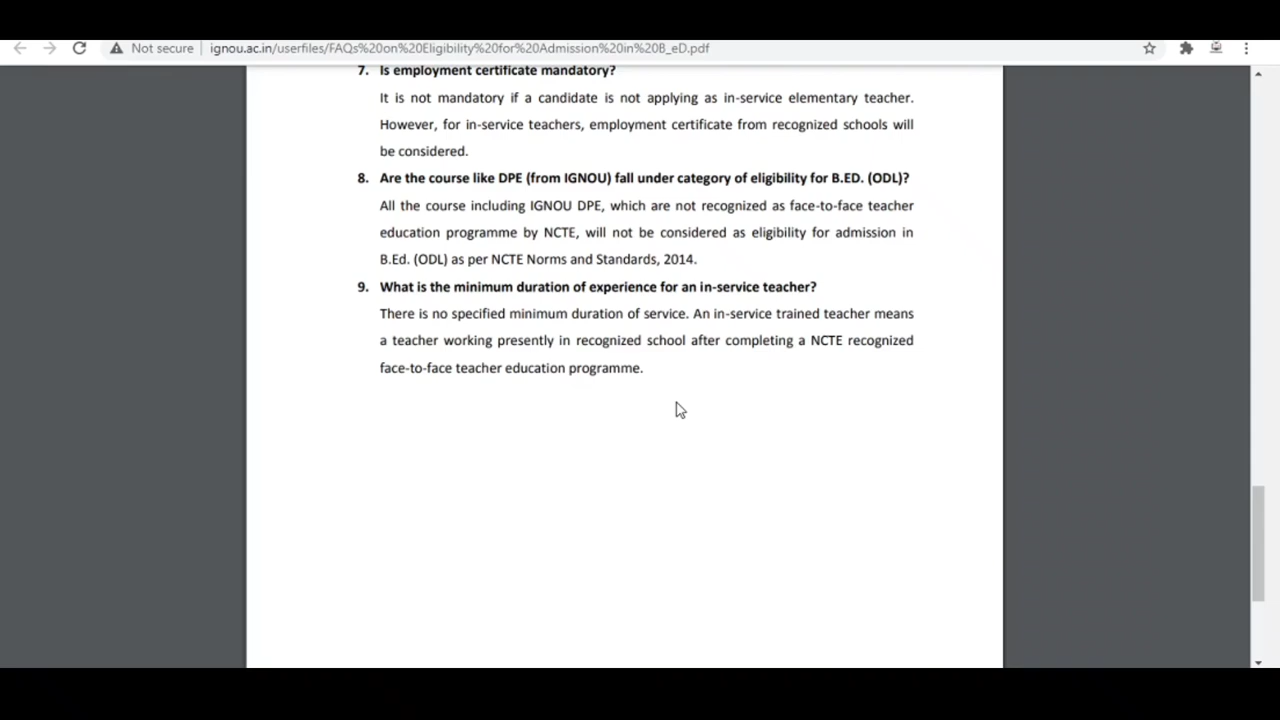 Not secure
ignou.ac.in/userfiles/FAQs%20on%20Eligibility%20for%20Admission%20in%20B_eD.pdf
7. Is employment certificate mandatory?
It is not mandatory if a candidate is not applying as in-service elementary teacher.
However, for in-service teachers, employment certificate from recognized schools will
be considered.
8. Are the course like DPE (from IGNOU) fall under category of eligibility for B.ED. (ODL)?
All the course including IGNOU DPE, which are not recognized as face-to-face teacher
education programme by NCTE, will not be considered as eligibility for admission in
B.Ed. (ODL) as per NCTE Norms and Standards, 2014.
9. What is the minimum duration of experience for an in-service teacher?
There is no specified minimum duration of service. An in-service trained teacher means
a teacher working presently in recognized school after completing a NCTE recognized
face-to-face teacher education programme.